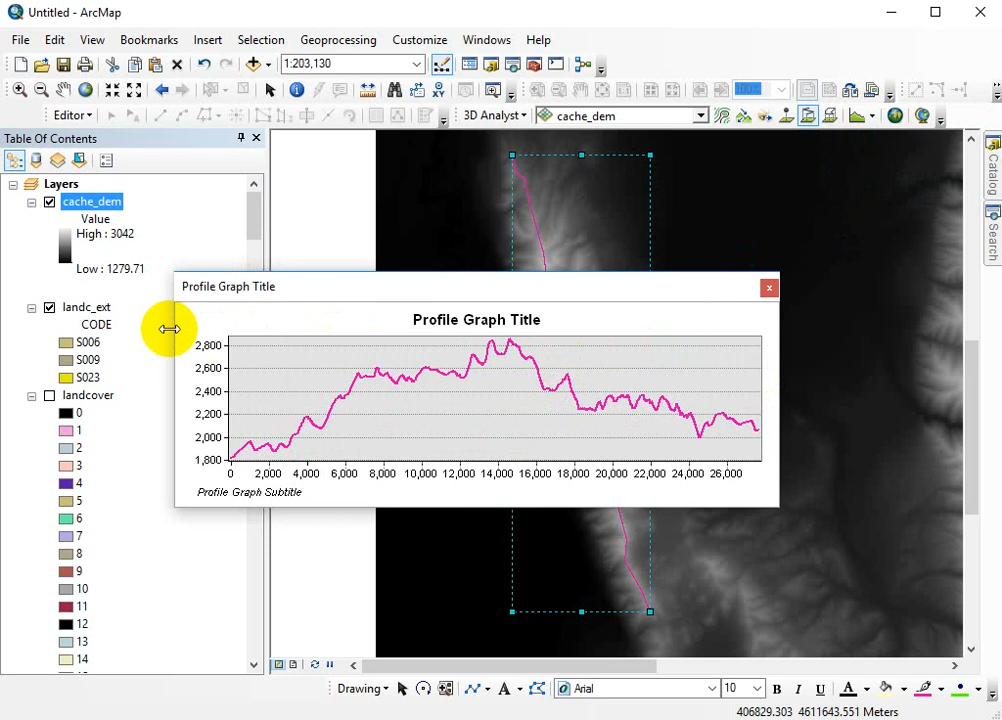 Untitled - ArcMap
File Edit View Bookmarks Insert Selection Geoprocessing Customize Windows Help
1:203,130
100%
Editor 3D Analyst cache_dem
Table Of Contents
Layers
cache_dem
Value
High : 3042
Low : 1279.71
landc_ext
CODE
S006
S009
S023
landcover
0
1
2
3
4
5
6
7
8
9
10
11
12
13
14
Profile Graph Title
Profile Graph Title
2,800
2,600
2,400
2,200
2,000
1,800
0 2,000 4,000 6,000 8,000 10,000 12,000 14,000 16,000 18,000 20,000 22,000 24,000 26,000
Profile Graph Subtitle
Catalog
Search
Drawing A Arial 10 B I U A
406829.303 4611643.551 Meters